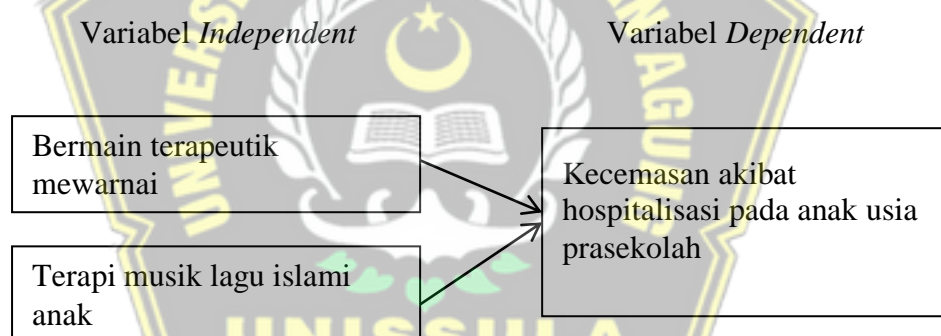 Variabel Independent
Variabel Dependent
Bermain terapeutik
mewarnai
Kecemasan akibat
hospitalisasi pada anak usia
prasekolah
Terapi musik lagu islami
anak
UNISSULA
AGUNG